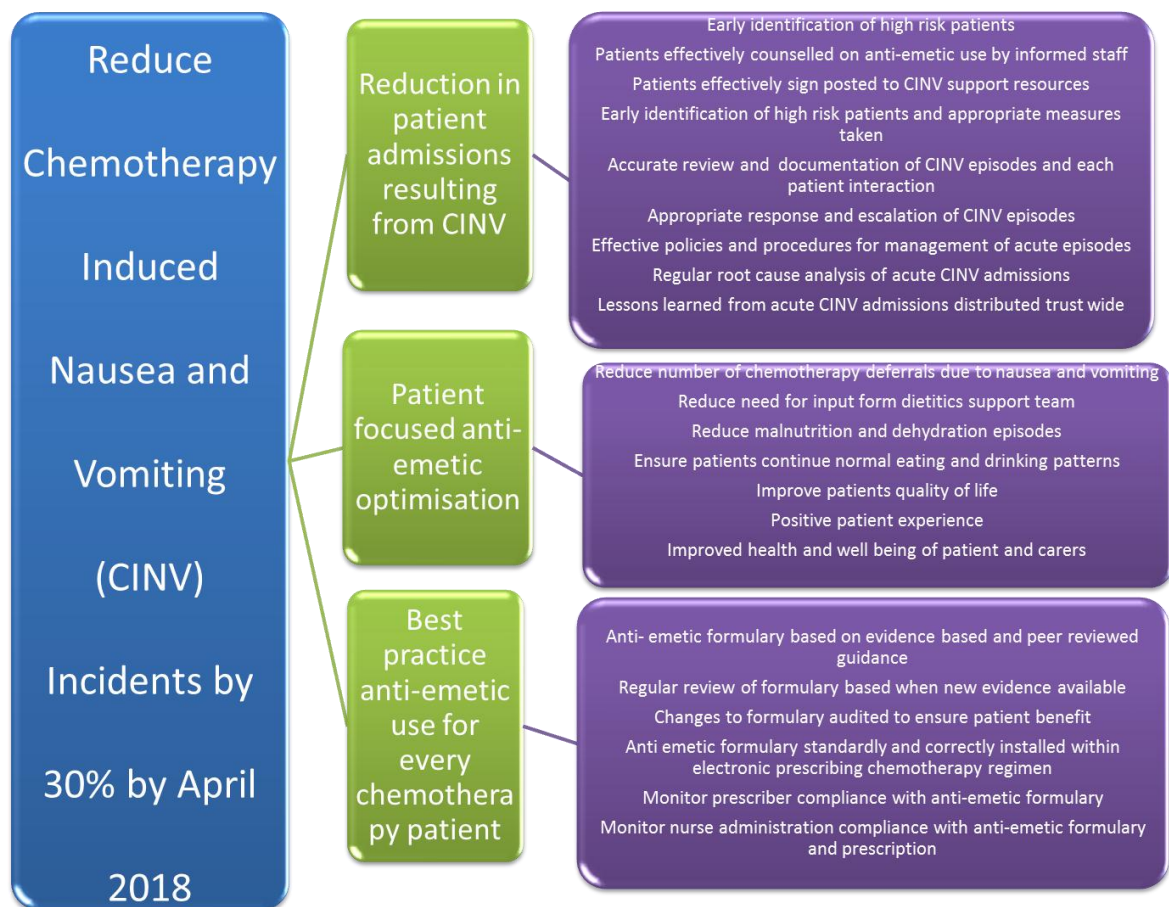 Reduce
Chemotherapy
Induced
Nausea and
Vomiting
(CINV)
Incidents by
30% by April
2018
Reduction in
patient
admissions
resulting
from CINV
Early identification of high risk patients
Patients effectively counselled on anti-emetic use by informed staff
Patients effectively sign posted to CINV support resources
Early identification of high risk patients and appropriate measures
taken
Accurate review and documentation of CINV episodes and each
patient interaction
Appropriate response and escalation of CINV episodes
Effective policies and procedures for management of acute episodes
Regular root cause analysis of acute CINV admissions
Lessons learned from acute CINV admissions distributed trust wide
Patient
focused anti-
emetic
optimisation
Reduce number of chemotherapy deferrals due to nausea and vomiting
Reduce need for input form dietitics support team
Reduce malnutrition and dehydration episodes
Ensure patients continue normal eating and drinking patterns
Improve patients quality of life
Positive patient experience
Improved health and well being of patient and carers
Best
practice
anti-emetic
use for
every
chemothera
py patient
Anti- emetic formulary based on evidence based and peer reviewed
guidance
Regular review of formulary based when new evidence available
Changes to formulary audited to ensure patient benefit
Anti emetic formulary standardly and correctly installed within
electronic prescribing chemotherapy regimen
Monitor prescriber compliance with anti-emetic formulary
Monitor nurse administration compliance with anti-emetic formulary
and prescription